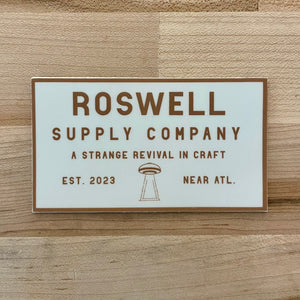 ROSWELL
SUPPLY COMPANY
A STRANGE REVIVAL IN CRAFT
EST. 2023 NEAR ATL.